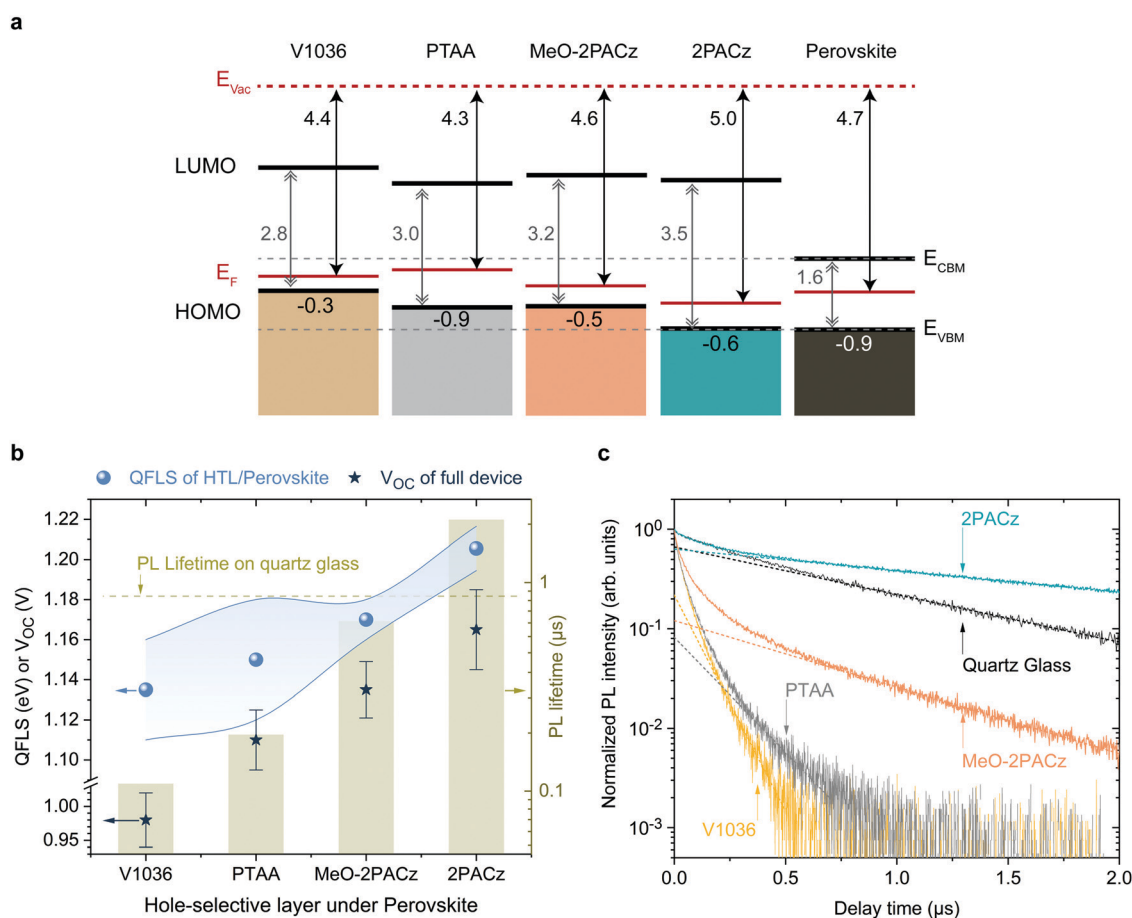 a
V1036 PTAA MeO-2PACz 2PACz Perovskite
E_Vac
4.4 4.3 4.6 5.0 4.7
LUMO
2.8 3.0 3.2 3.5 1.6
E_CBM
E_F
HOMO
-0.3 -0.9 -0.5 -0.6 -0.9
E_VBM
b
QFLS of HTL/Perovskite V_OC of full device
PL Lifetime on quartz glass
QFLS (eV) or V_OC (V)
1.22
1.20
1.18
1.16
1.14
1.12
1.10
1.00
0.95
1
0.1
PL lifetime (µs)
V1036 PTAA MeO-2PACz 2PACz
Hole-selective layer under Perovskite
c
Normalized PL intensity (arb. units)
10⁰
10⁻¹
10⁻²
10⁻³
2PACz
Quartz Glass
PTAA
MeO-2PACz
V1036
0.0 0.5 1.0 1.5 2.0
Delay time (µs)